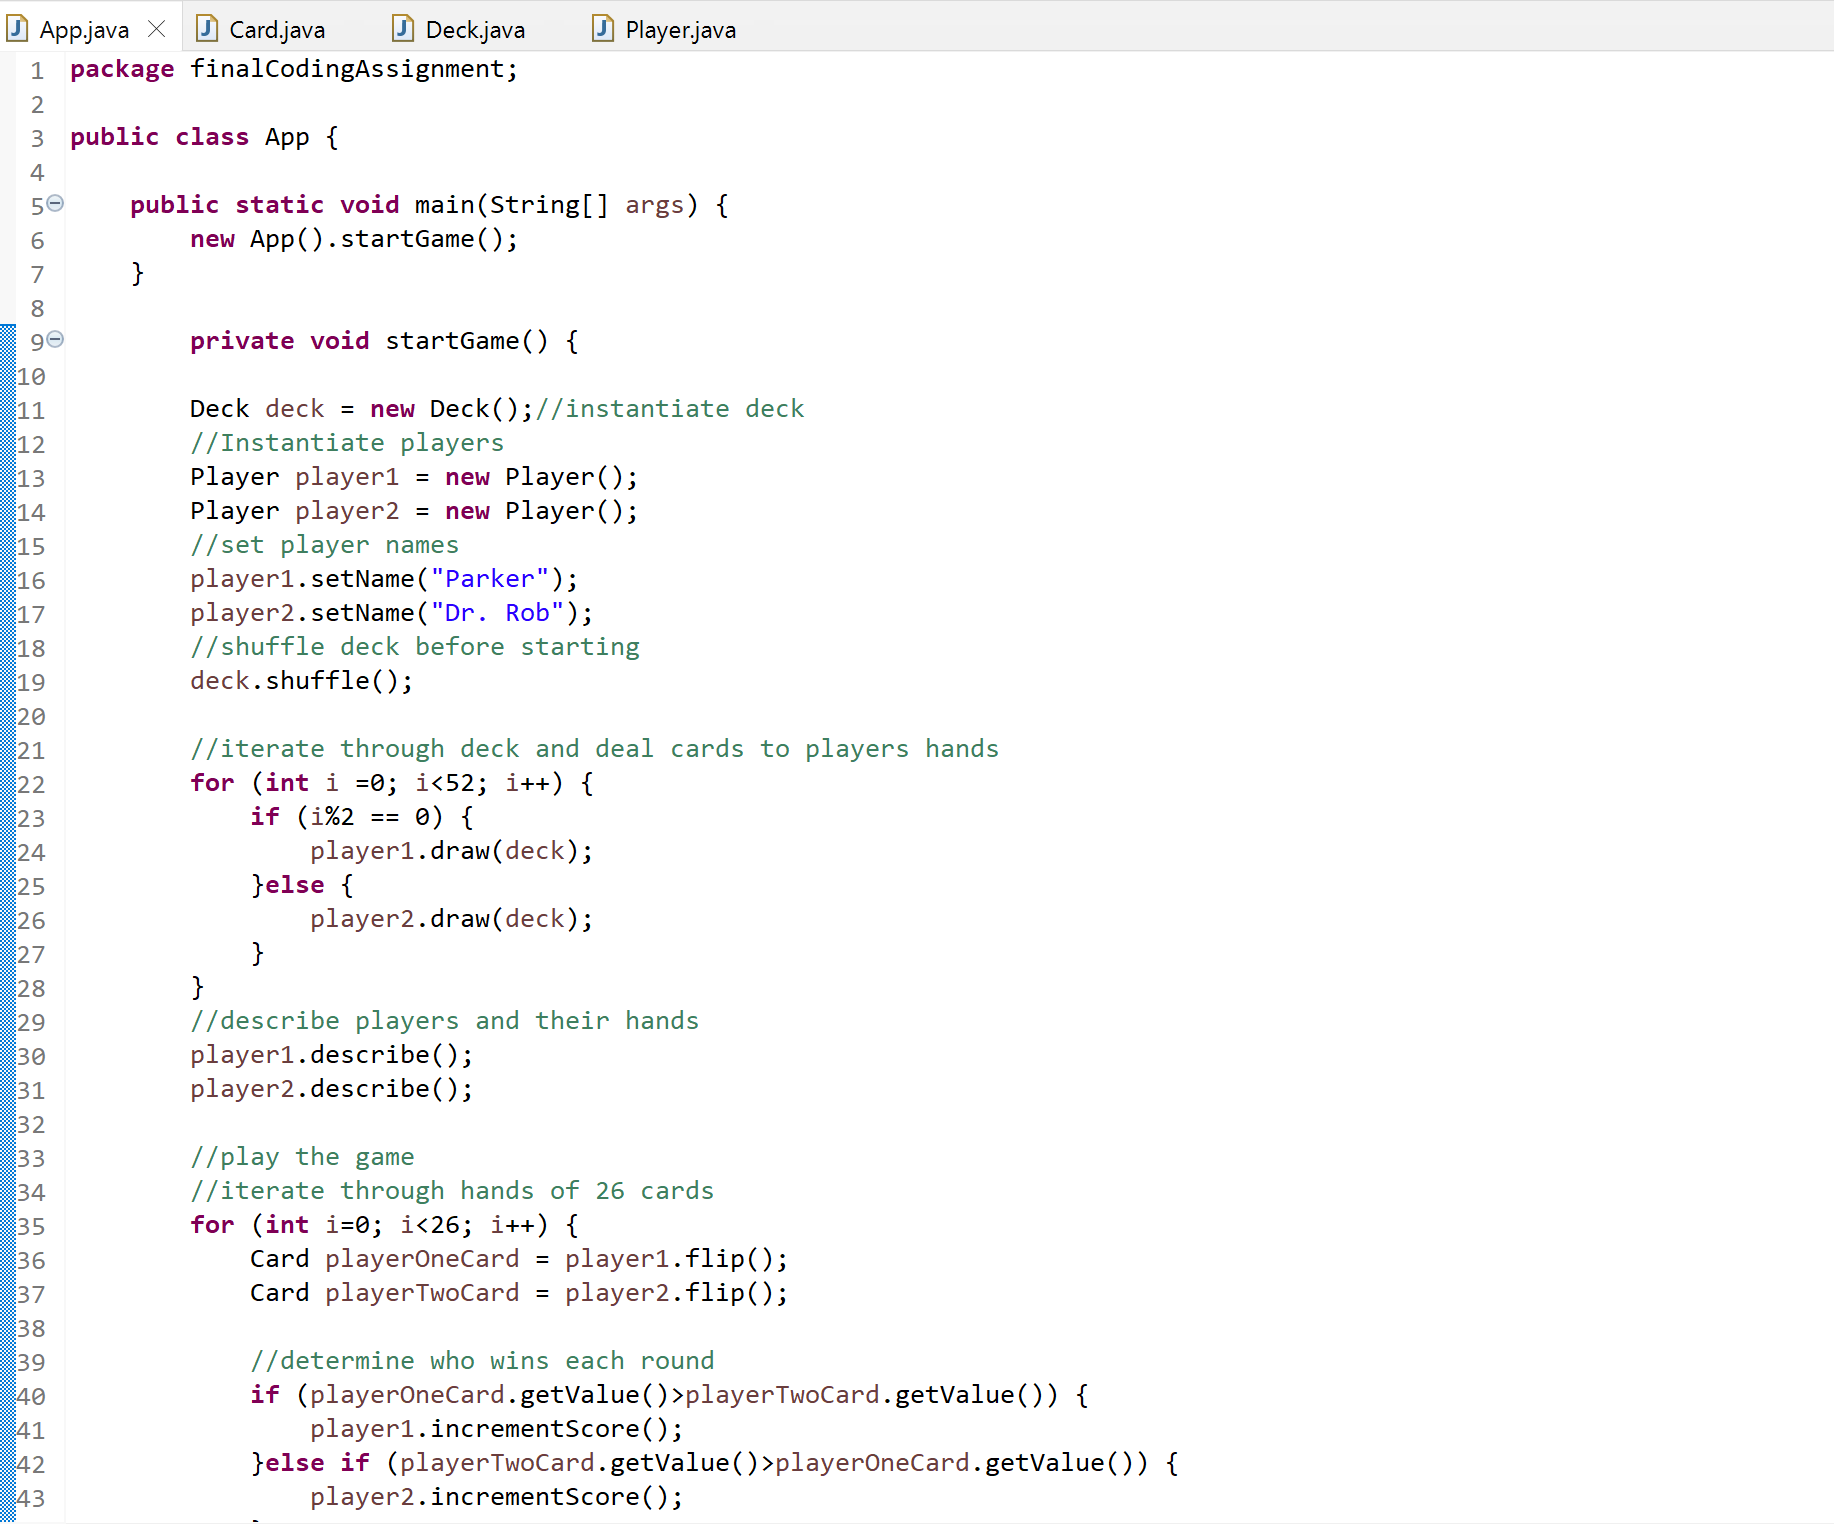 App.java Card.java Deck.java Player.java
1 package finalCodingAssignment;
2
3 public class App {
4
5 public static void main(String[] args) {
6 new App().startGame();
7 }
8
9 private void startGame() {
10
11 Deck deck = new Deck();//instantiate deck
12 //Instantiate players
13 Player player1 = new Player();
14 Player player2 = new Player();
15 //set player names
16 player1.setName("Parker");
17 player2.setName("Dr. Rob");
18 //shuffle deck before starting
19 deck.shuffle();
20
21 //iterate through deck and deal cards to players hands
22 for (int i =0; i<52; i++) {
23 if (i%2 == 0) {
24 player1.draw(deck);
25 }else {
26 player2.draw(deck);
27 }
28 }
29 //describe players and their hands
30 player1.describe();
31 player2.describe();
32
33 //play the game
34 //iterate through hands of 26 cards
35 for (int i=0; i<26; i++) {
36 Card playerOneCard = player1.flip();
37 Card playerTwoCard = player2.flip();
38
39 //determine who wins each round
40 if (playerOneCard.getValue()>playerTwoCard.getValue()) {
41 player1.incrementScore();
42 }else if (playerTwoCard.getValue()>playerOneCard.getValue()) {
43 player2.incrementScore();